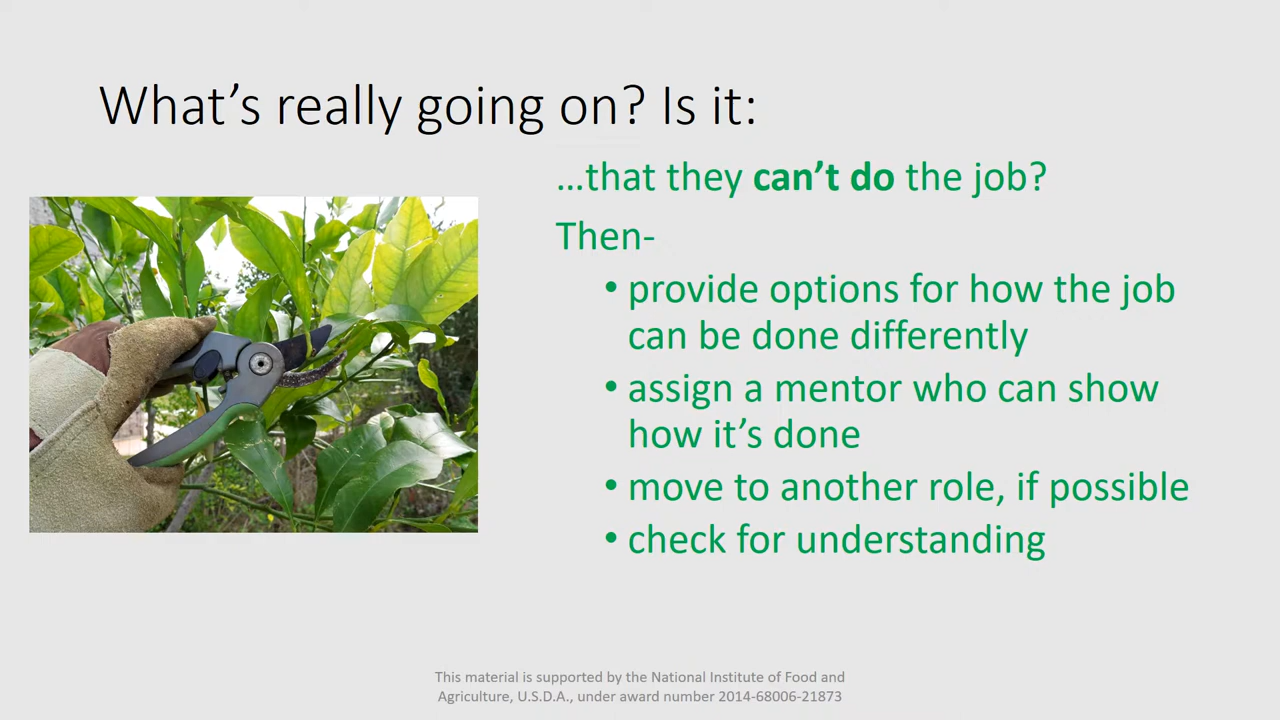 What’s really going on? Is it:
…that they can’t do the job?
Then-
• provide options for how the job
can be done differently
• assign a mentor who can show
how it’s done
• move to another role, if possible
• check for understanding
This material is supported by the National Institute of Food and
Agriculture, U.S.D.A., under award number 2014-68006-21873